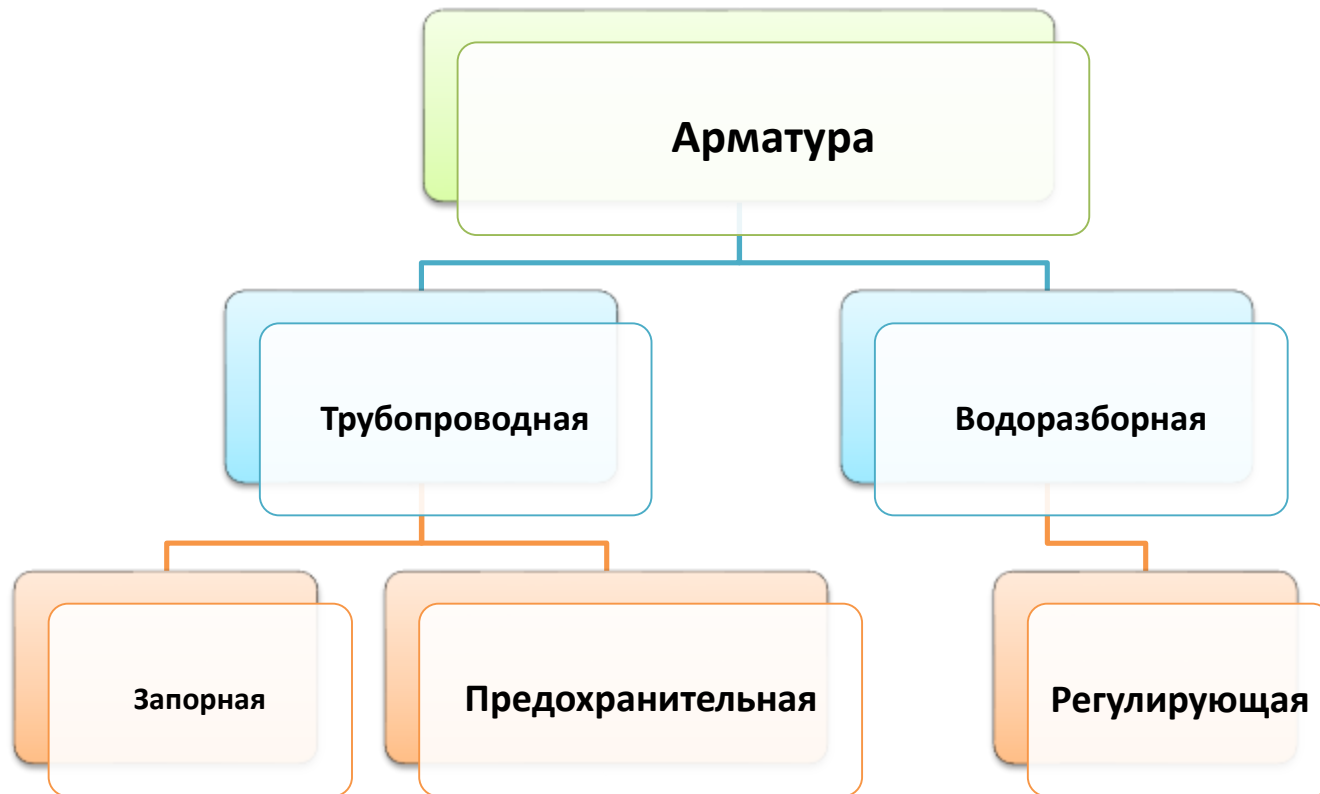 Арматура
Трубопроводная
Водоразборная
Запорная
Предохранительная
Регулирующая